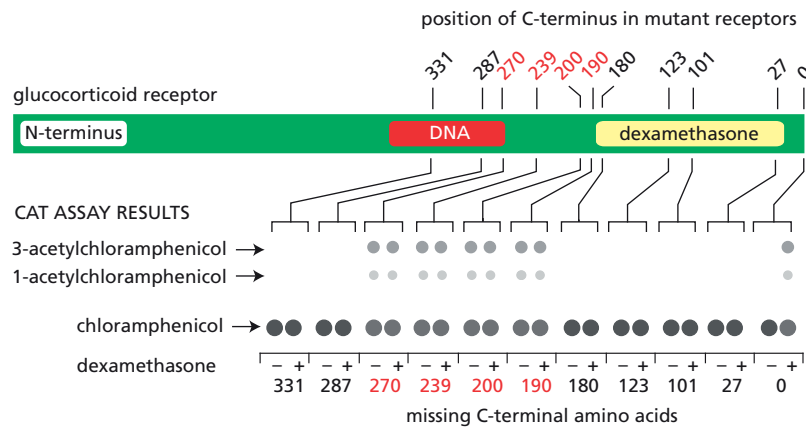 position of C-terminus in mutant receptors
331 287 270 239 200 190 180 123 101 27 0
glucocorticoid receptor
N-terminus DNA dexamethasone
CAT ASSAY RESULTS
3-acetylchloramphenicol
1-acetylchloramphenicol
chloramphenicol
dexamethasone − + − + − + − + − + − + − + − + − + − + − +
331 287 270 239 200 190 180 123 101 27 0
missing C-terminal amino acids